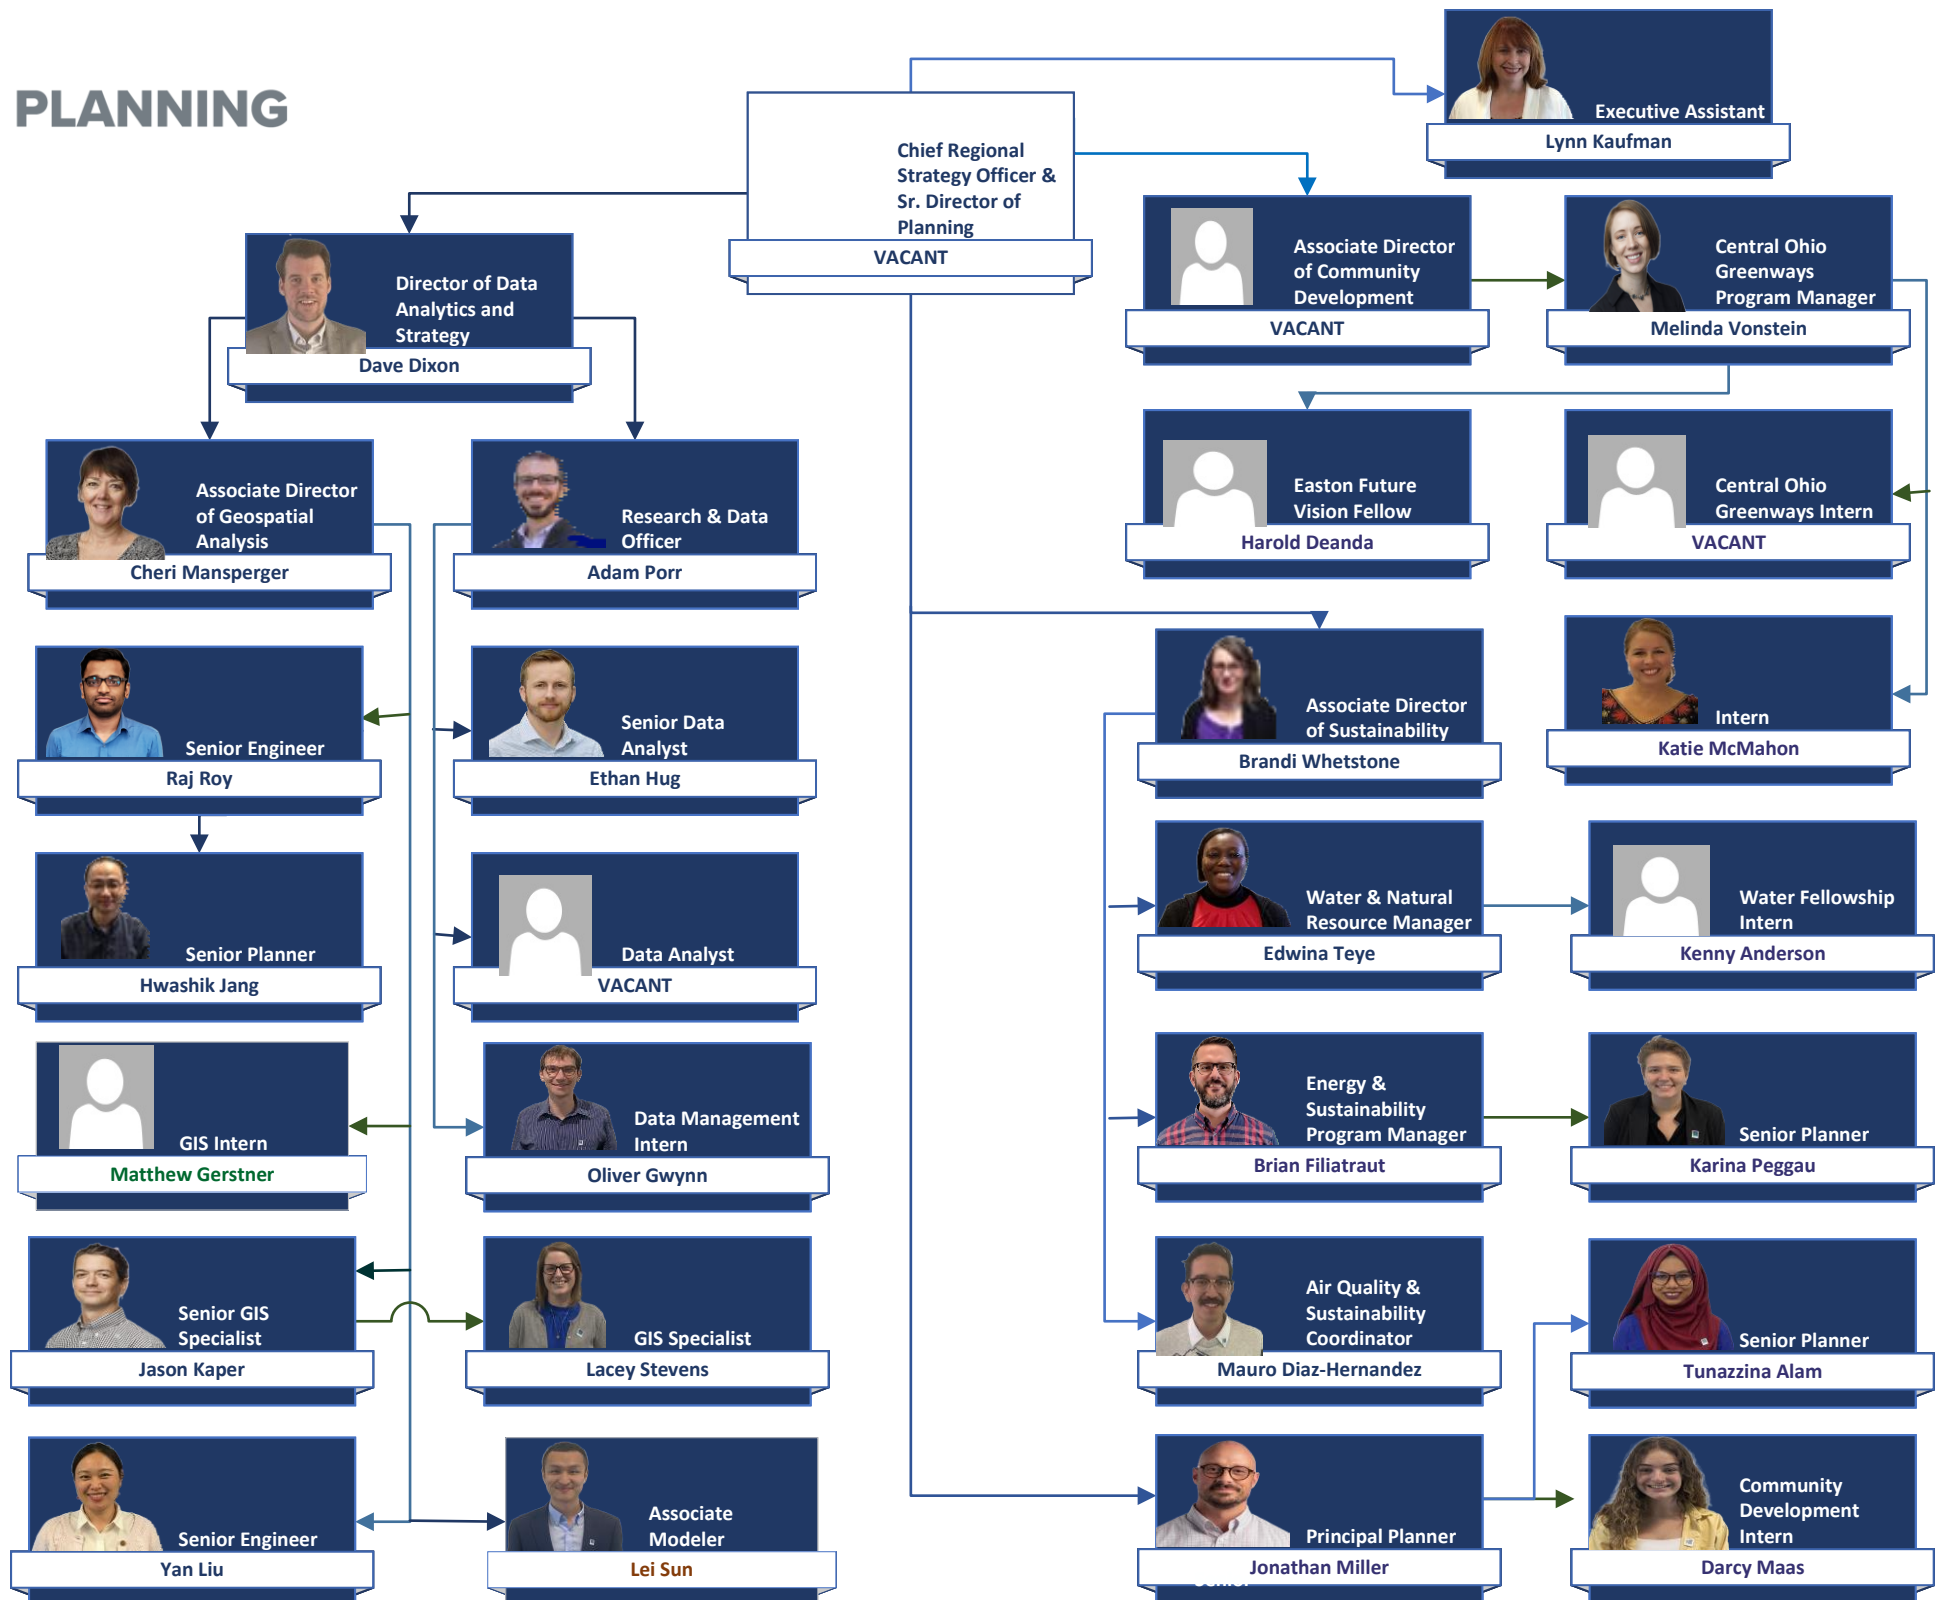 PLANNING
Executive Assistant
Lynn Kaufman
Chief Regional
Strategy Officer &
Sr. Director of
Planning
VACANT
Director of Data
Analytics and
Strategy
Dave Dixon
Associate Director
of Community
Development
VACANT
Central Ohio
Greenways
Program Manager
Melinda Vonstein
Associate Director
of Geospatial
Analysis
Cheri Mansperger
Research & Data
Officer
Adam Porr
Easton Future
Vision Fellow
Harold Deanda
Central Ohio
Greenways Intern
VACANT
Senior Engineer
Raj Roy
Senior Data
Analyst
Ethan Hug
Associate Director
of Sustainability
Brandi Whetstone
Intern
Katie McMahon
Senior Planner
Hwashik Jang
Data Analyst
VACANT
Water & Natural
Resource Manager
Edwina Teye
Water Fellowship
Intern
Kenny Anderson
GIS Intern
Matthew Gerstner
Data Management
Intern
Oliver Gwynn
Energy &
Sustainability
Program Manager
Brian Filiatraut
Senior Planner
Karina Peggau
Senior GIS
Specialist
Jason Kaper
GIS Specialist
Lacey Stevens
Air Quality &
Sustainability
Coordinator
Mauro Diaz-Hernandez
Senior Planner
Tunazzina Alam
Senior Engineer
Yan Liu
Associate
Modeler
Lei Sun
Principal Planner
Jonathan Miller
Community
Development
Intern
Darcy Maas